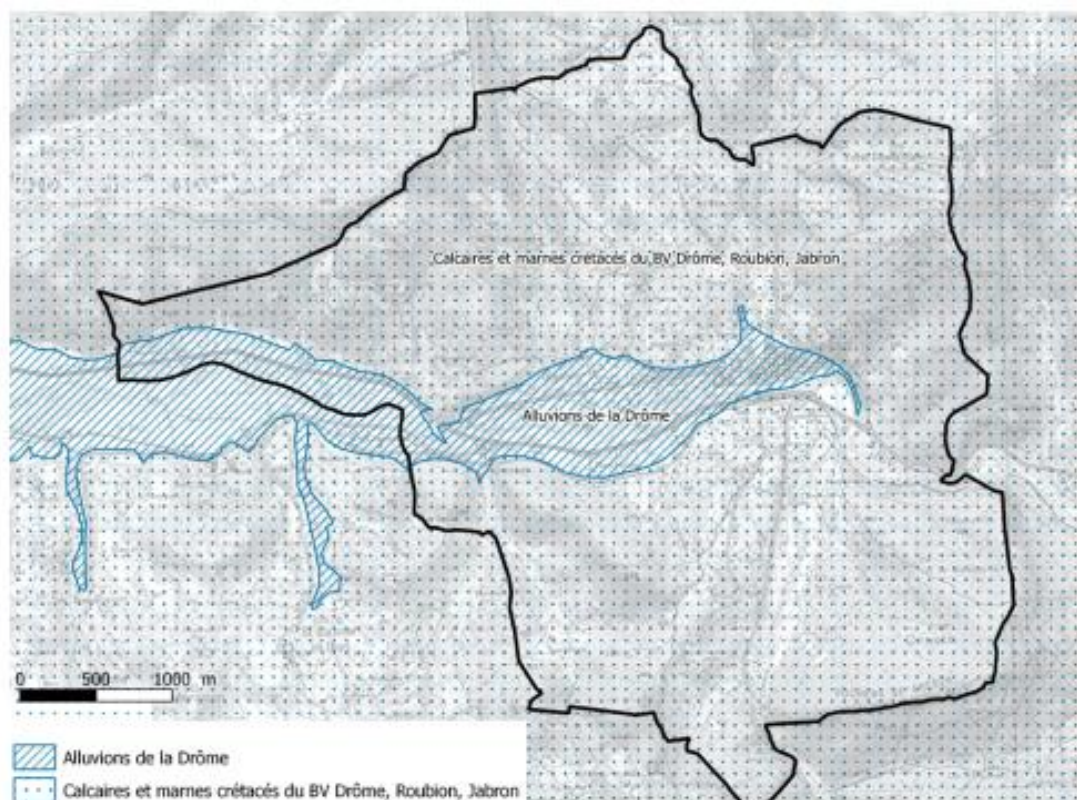 Calcaires et marnes crétacés du BV Drôme, Roubion, Jabron
Alluvions de la Drôme
0 500 1000 m
Alluvions de la Drôme
Calcaires et marnes crétacés du BV Drôme, Roubion, Jabron